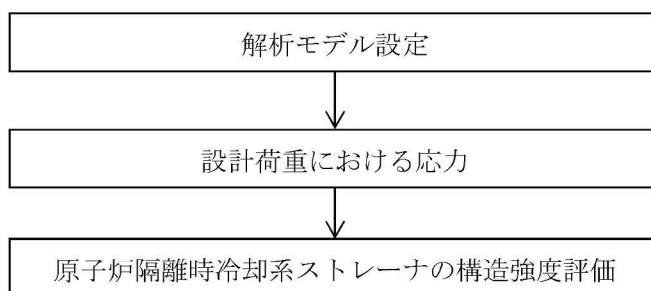 解析モデル設定
設計荷重における応力
原子炉隔離時冷却系ストレーナの構造強度評価